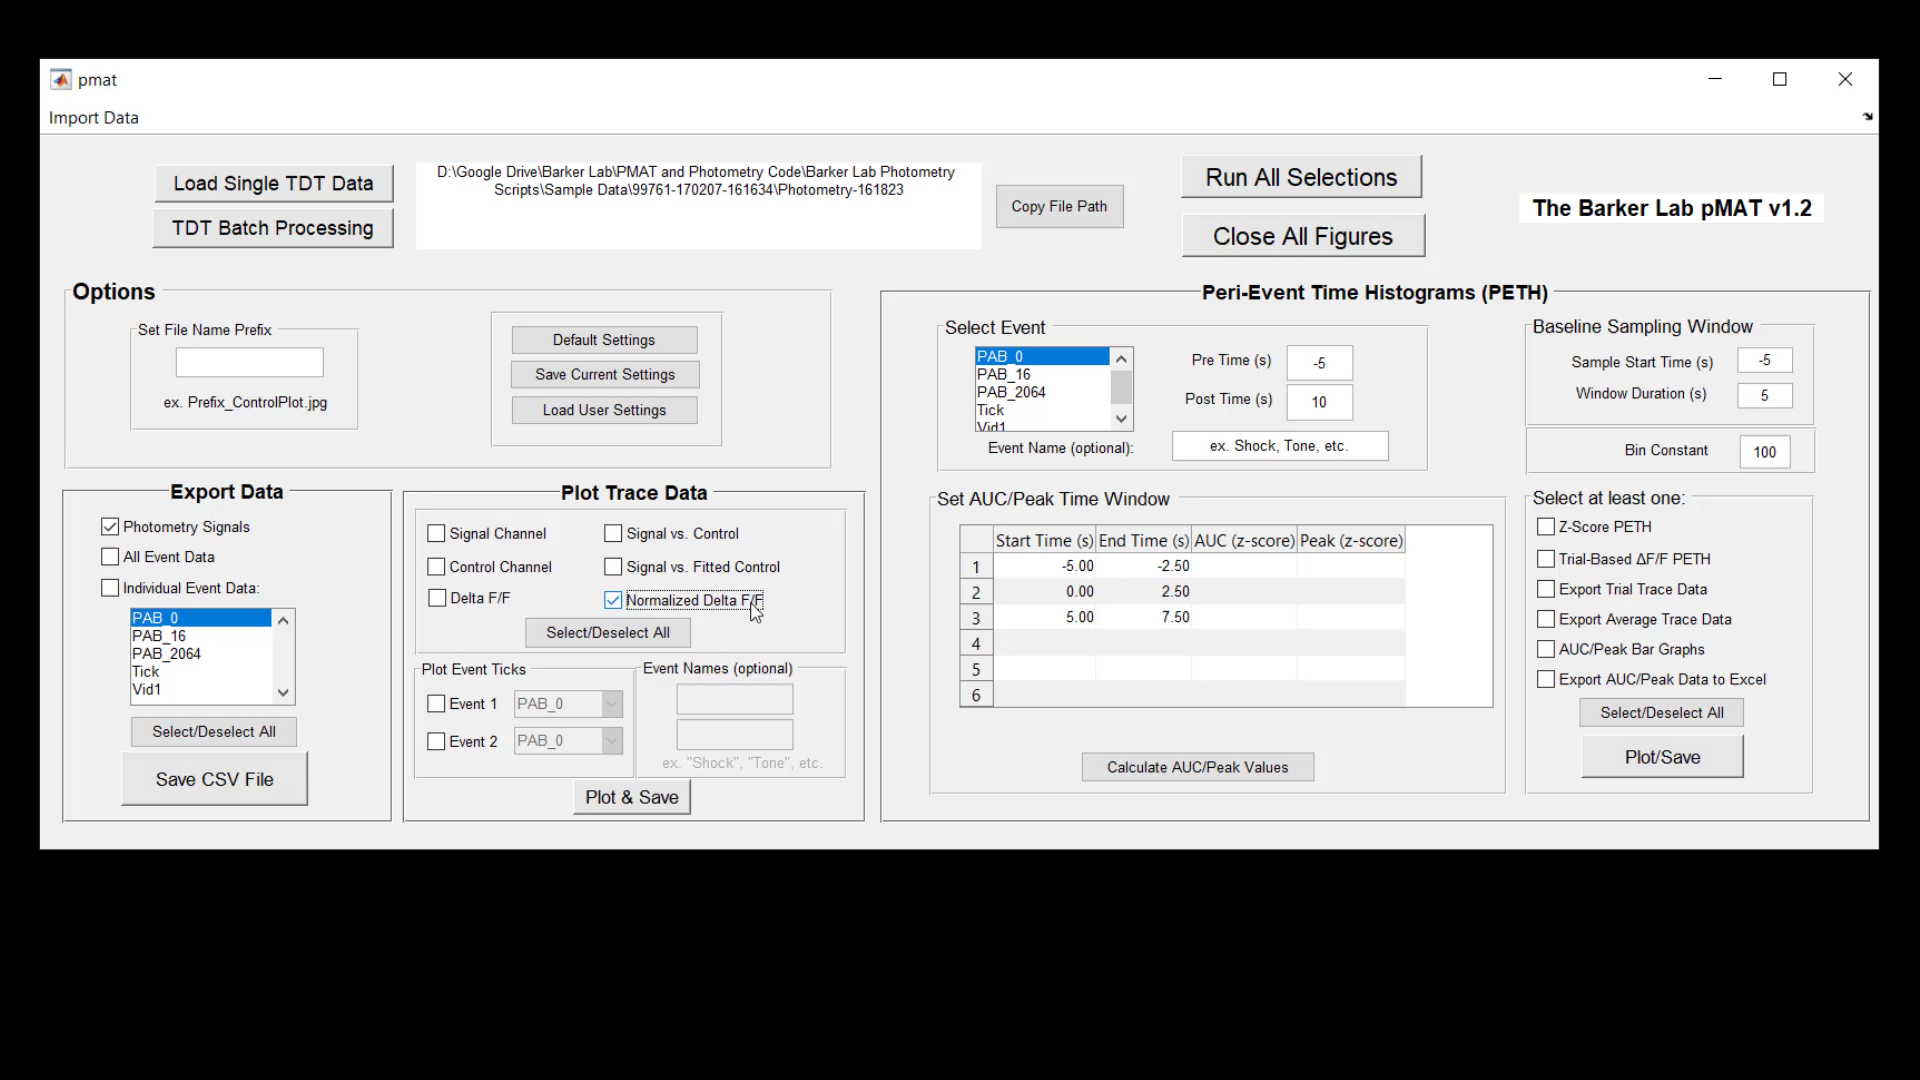 pmat
Import Data
Load Single TDT Data
TDT Batch Processing
D:\Google Drive\Barker Lab\PMAT and Photometry Code\Barker Lab Photometry
Scripts\Sample Data\99761-170207-161634\Photometry-161823
Copy File Path
Run All Selections
Close All Figures
The Barker Lab pMAT v1.2
Options
Set File Name Prefix
ex. Prefix_ControlPlot.jpg
Default Settings
Save Current Settings
Load User Settings
Export Data
Photometry Signals
All Event Data
Individual Event Data:
PAB_0
PAB_16
PAB_2064
Tick
Vid1
Select/Deselect All
Save CSV File
Plot Trace Data
Signal Channel
Signal vs. Control
Control Channel
Signal vs. Fitted Control
Delta F/F
Normalized Delta F/F
Select/Deselect All
Plot Event Ticks
Event Names (optional)
Event 1 PAB_0
Event 2 PAB_0
ex. "Shock", "Tone", etc.
Plot & Save
Peri-Event Time Histograms (PETH)
Select Event
PAB_0
PAB_16
PAB_2064
Tick
Vid1
Pre Time (s) -5
Post Time (s) 10
Event Name (optional): ex. Shock, Tone, etc.
Baseline Sampling Window
Sample Start Time (s) -5
Window Duration (s) 5
Bin Constant 100
Set AUC/Peak Time Window
Start Time (s) End Time (s) AUC (z-score) Peak (z-score)
1 -5.00 -2.50
2 0.00 2.50
3 5.00 7.50
4
5
6
Calculate AUC/Peak Values
Select at least one:
Z-Score PETH
Trial-Based ΔF/F PETH
Export Trial Trace Data
Export Average Trace Data
AUC/Peak Bar Graphs
Export AUC/Peak Data to Excel
Select/Deselect All
Plot/Save